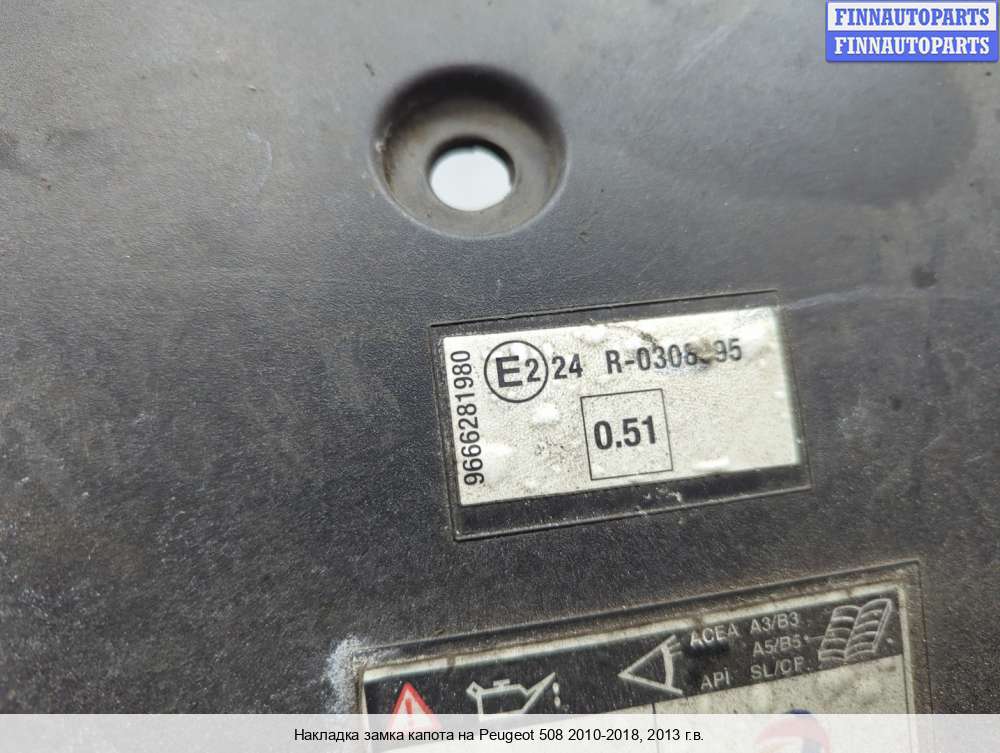 FINNAUTOPARTS
FINNAUTOPARTS
9666281980
E2 24
0.51
ACEA A3/B3
A5/B5
API SL/CF
Накладка замка капота на Peugeot 508 2010-2018, 2013 г.в.